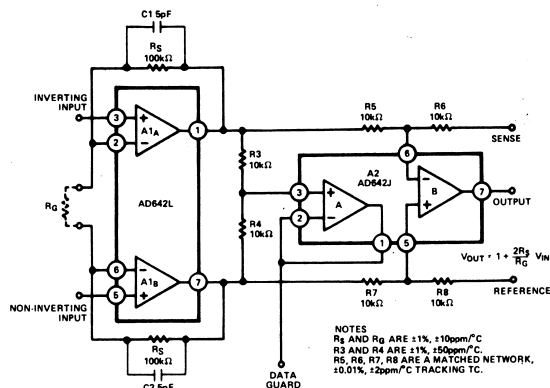 C1 5pF
RS
100kΩ
INVERTING
INPUT
3
+
A1A
1
2
−
R5
10kΩ
R6
10kΩ
SENSE
R3
10kΩ
A2
AD642J
6
RG
AD642L
3
+
A
2
−
−
B
+
7
OUTPUT
R4
10kΩ
1
5
VOUT = 1 + 2RS/RG VIN
6
−
A1B
7
5
+
NON-INVERTING
INPUT
R7
10kΩ
R8
10kΩ
REFERENCE
RS
100kΩ
C2 5pF
DATA
GUARD
NOTES
RS AND RG ARE ±1%, ±10ppm/°C
R3 AND R4 ARE ±1%, ±50ppm/°C.
R5, R6, R7, R8 ARE A MATCHED NETWORK,
±0.01%, ±2ppm/°C TRACKING TC.